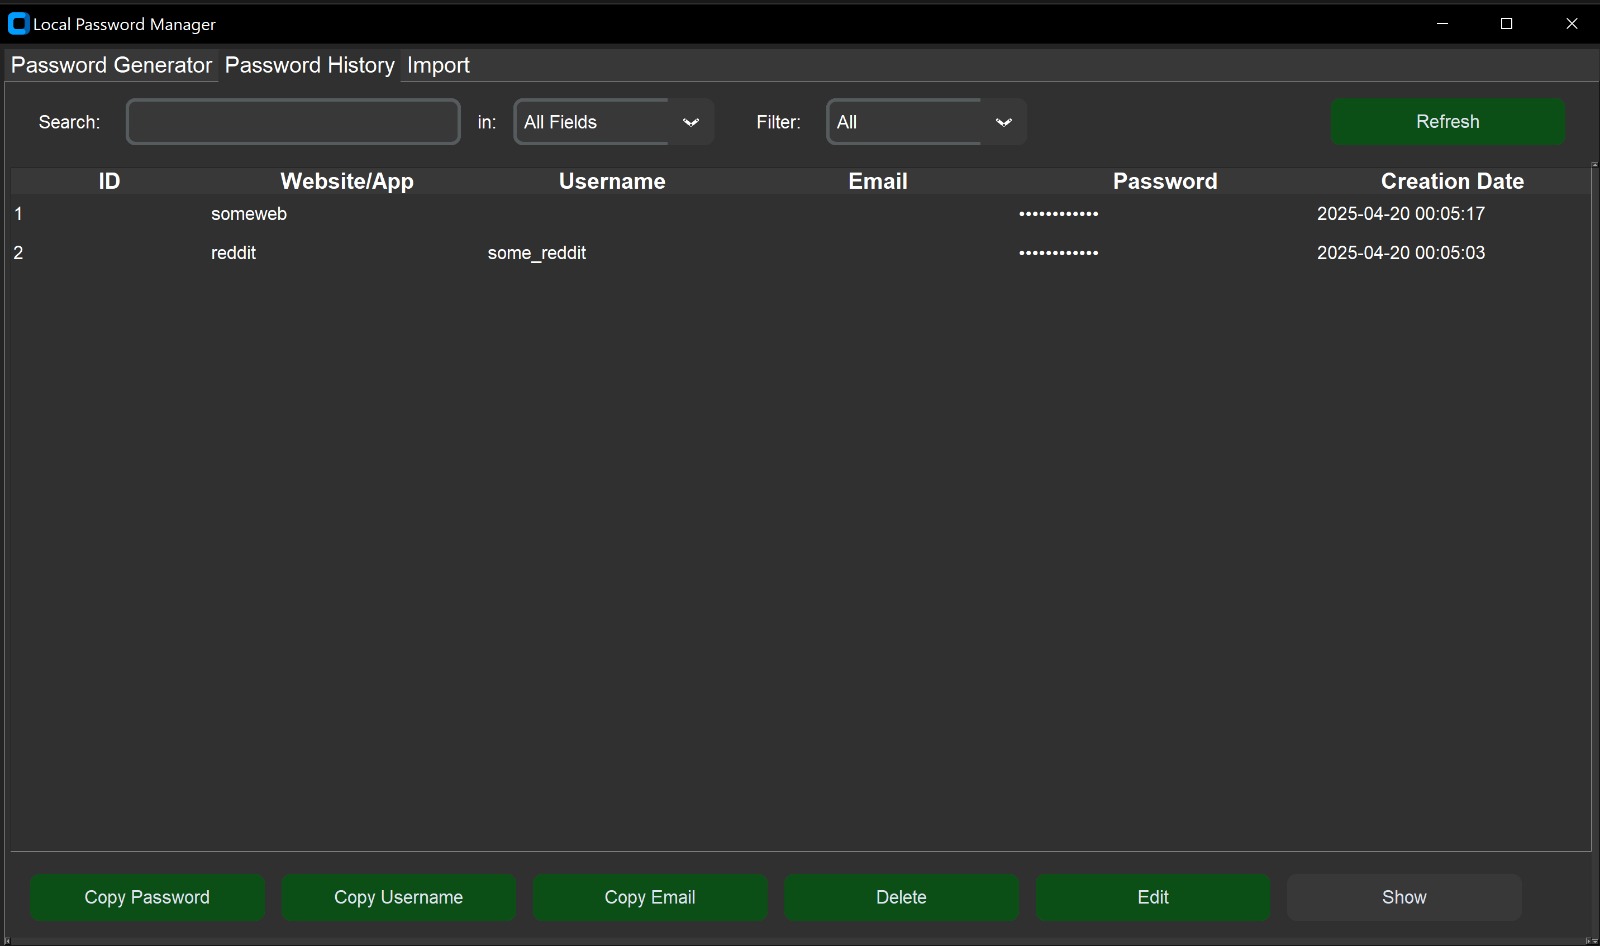 Local Password Manager
Password Generator Password History Import
Search: in: All Fields Filter: All Refresh
ID Website/App Username Email Password Creation Date
1 someweb •••••••••••• 2025-04-20 00:05:17
2 reddit some_reddit •••••••••••• 2025-04-20 00:05:03
Copy Password Copy Username Copy Email Delete Edit Show